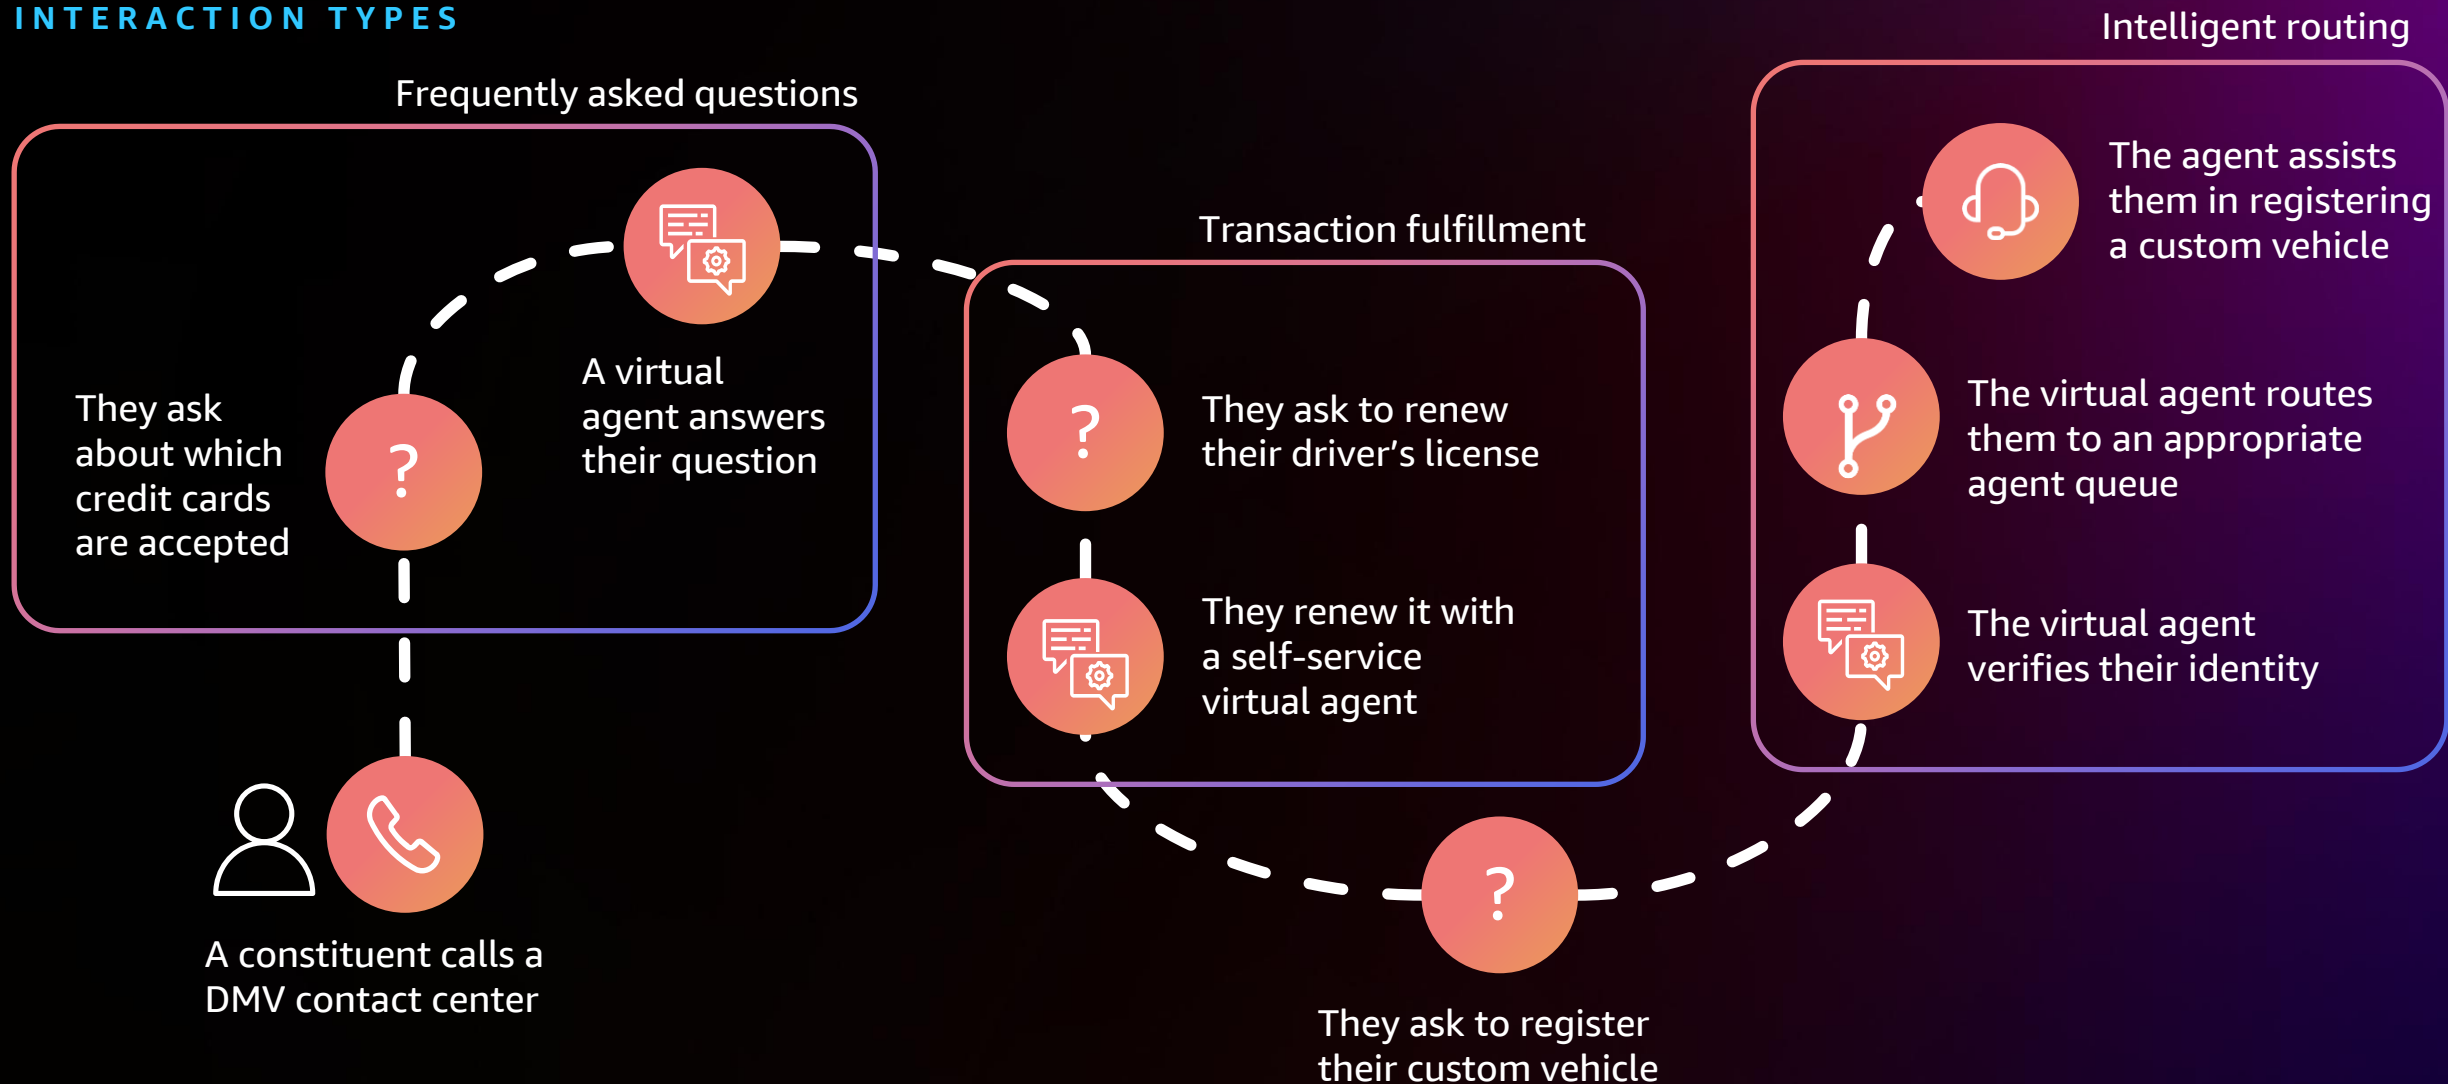 INTERACTION TYPES
Frequently asked questions
They ask
about which
credit cards
are accepted
?
A virtual
agent answers
their question
A constituent calls a
DMV contact center
Transaction fulfillment
?
They ask to renew
their driver’s license
They renew it with
a self-service
virtual agent
?
They ask to register
their custom vehicle
Intelligent routing
The agent assists
them in registering
a custom vehicle
The virtual agent routes
them to an appropriate
agent queue
The virtual agent
verifies their identity